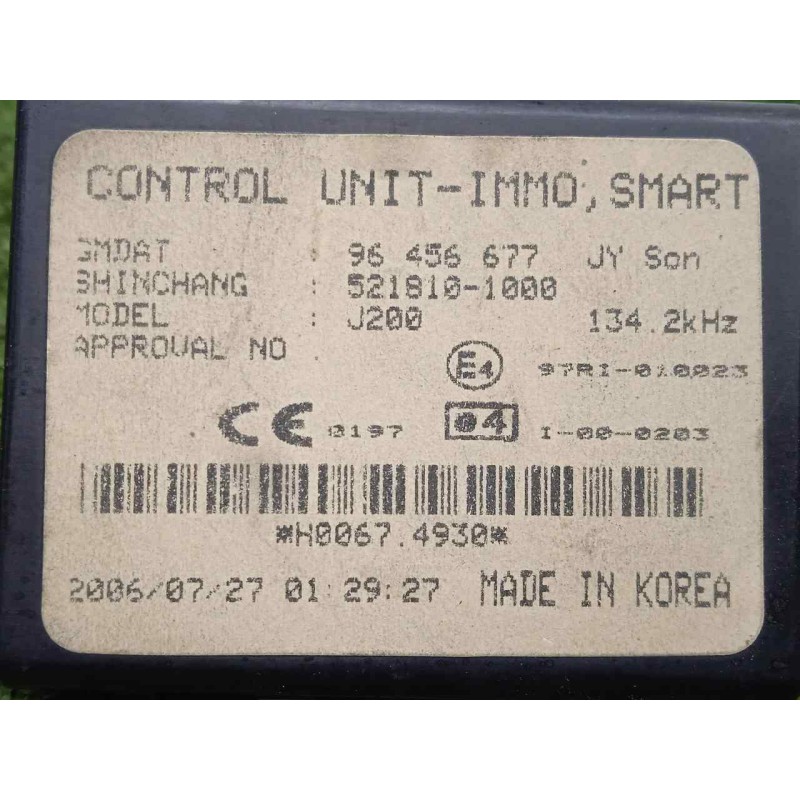 CONTROL UNIT-IMMO, SMART
GMDAT : 96 456 677 JY Son
SHINCHANG : 521810-1000
MODEL : J200 134.2kHz
APPROVAL NO
E4 97RI-010023
CE 0197 e4 I-00-0203
*H0067.4930*
2006/07/27 01:29:27 MADE IN KOREA